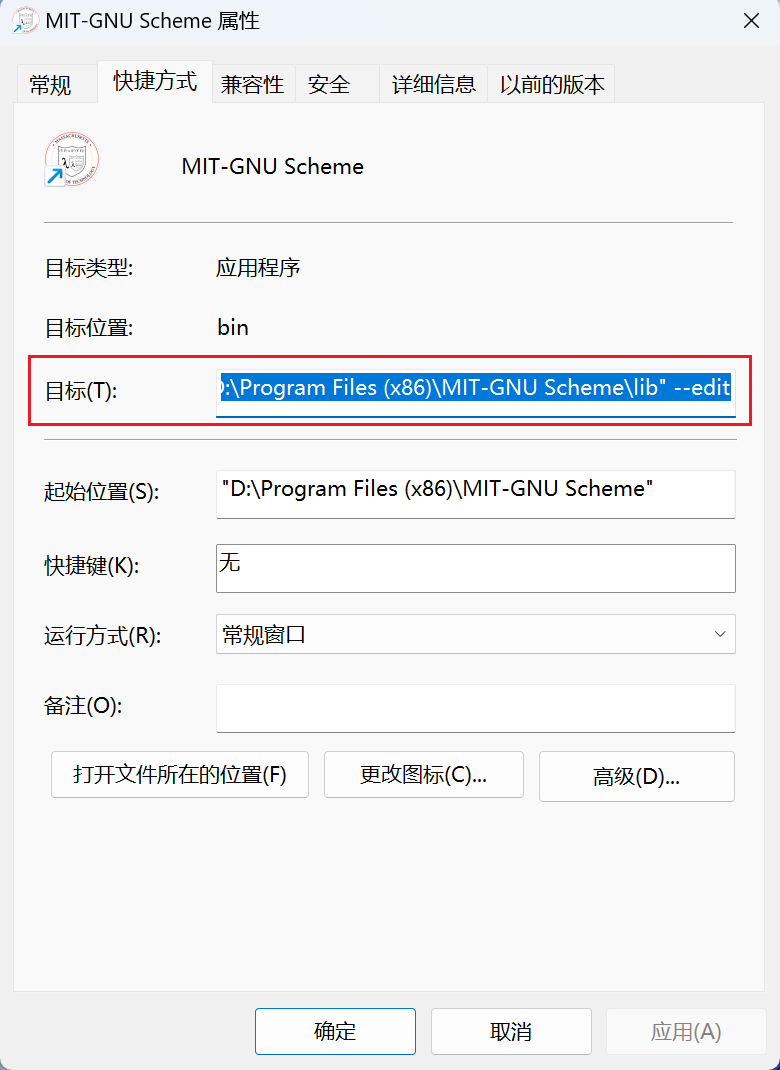 MIT-GNU Scheme 属性
常规 快捷方式 兼容性 安全 详细信息 以前的版本
MIT-GNU Scheme
目标类型: 应用程序
目标位置: bin
目标(T): :\Program Files (x86)\MIT-GNU Scheme\lib" --edit
起始位置(S): "D:\Program Files (x86)\MIT-GNU Scheme"
快捷键(K): 无
运行方式(R): 常规窗口
备注(O):
打开文件所在的位置(F) 更改图标(C)... 高级(D)...
确定 取消 应用(A)